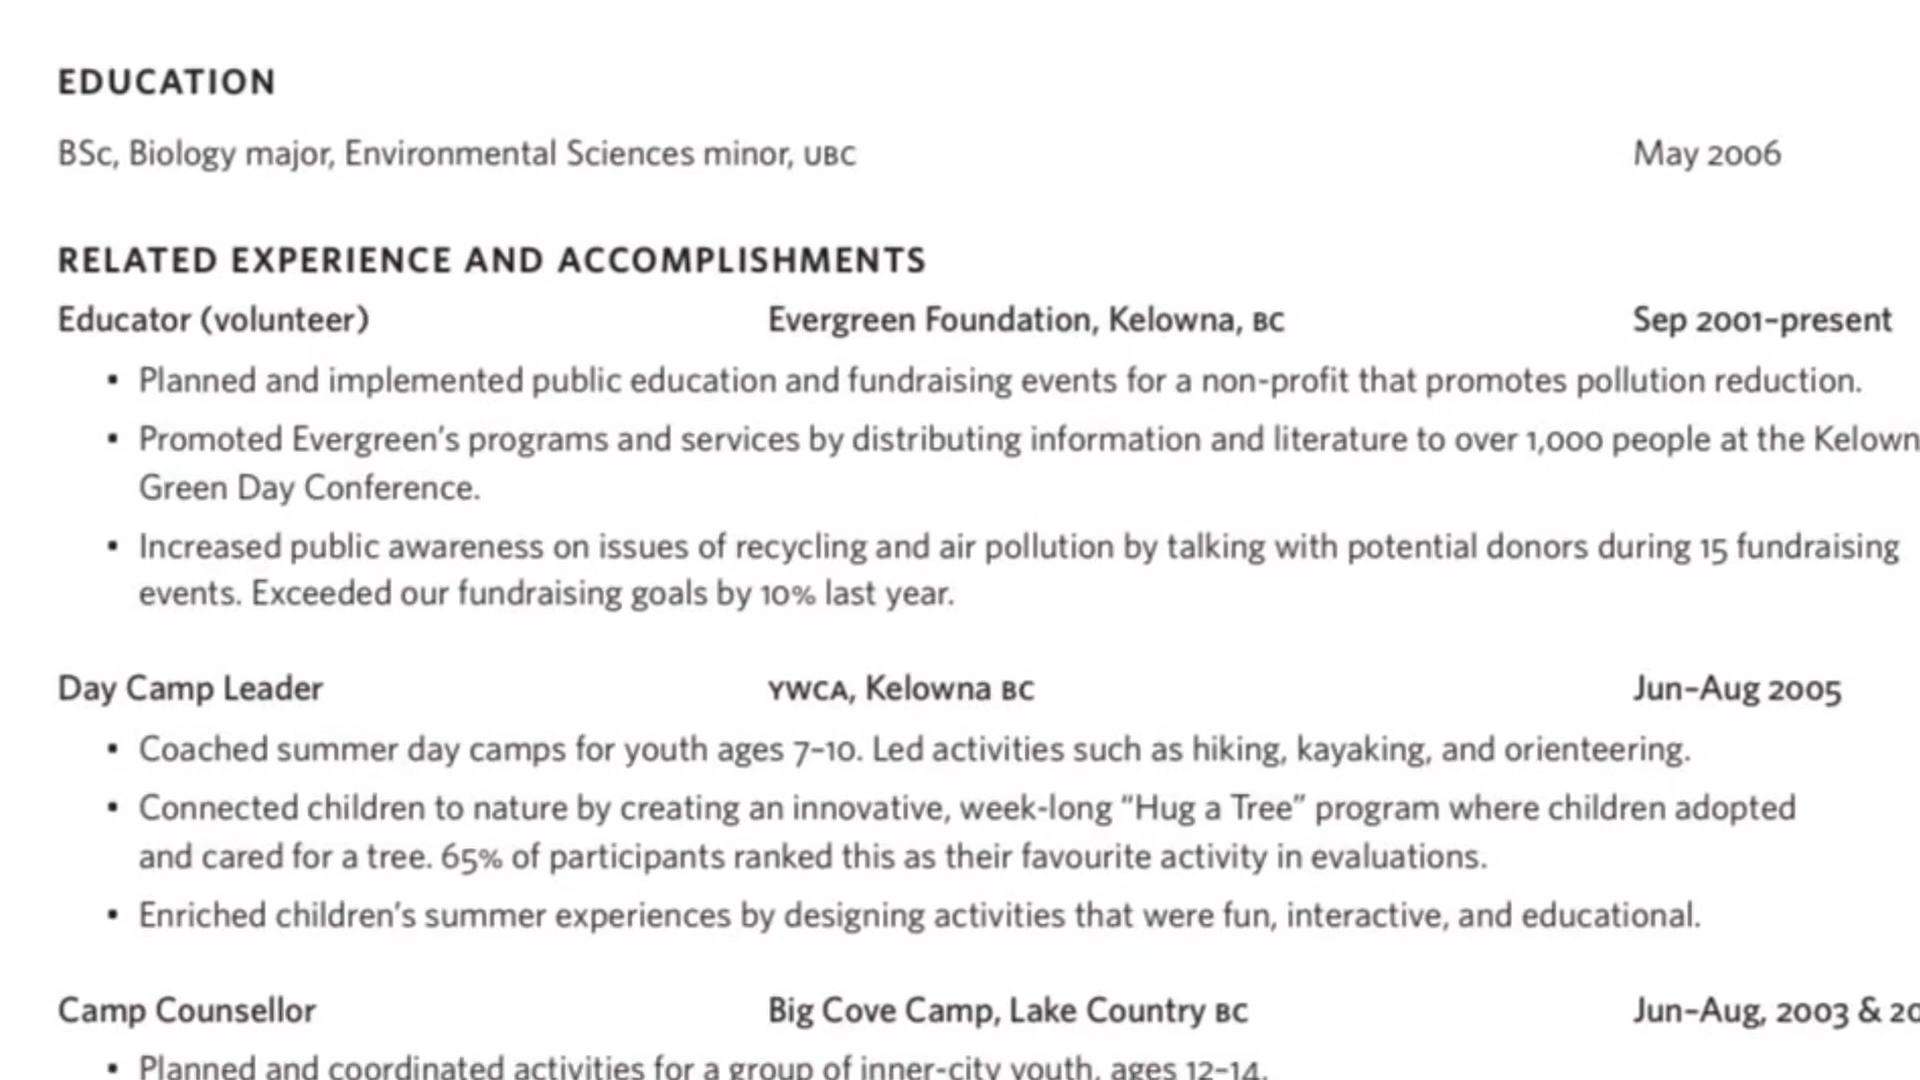 EDUCATION
BSc, Biology major, Environmental Sciences minor, UBC May 2006
RELATED EXPERIENCE AND ACCOMPLISHMENTS
Educator (volunteer) Evergreen Foundation, Kelowna, BC Sep 2001–present
▪ Planned and implemented public education and fundraising events for a non-profit that promotes pollution reduction.
▪ Promoted Evergreen’s programs and services by distributing information and literature to over 1,000 people at the Kelown
Green Day Conference.
▪ Increased public awareness on issues of recycling and air pollution by talking with potential donors during 15 fundraising
events. Exceeded our fundraising goals by 10% last year.
Day Camp Leader YWCA, Kelowna BC Jun–Aug 2005
▪ Coached summer day camps for youth ages 7–10. Led activities such as hiking, kayaking, and orienteering.
▪ Connected children to nature by creating an innovative, week-long “Hug a Tree” program where children adopted
and cared for a tree. 65% of participants ranked this as their favourite activity in evaluations.
▪ Enriched children’s summer experiences by designing activities that were fun, interactive, and educational.
Camp Counsellor Big Cove Camp, Lake Country BC Jun–Aug, 2003 & 20
▪ Planned and coordinated activities for a group of inner-city youth, ages 12–14.